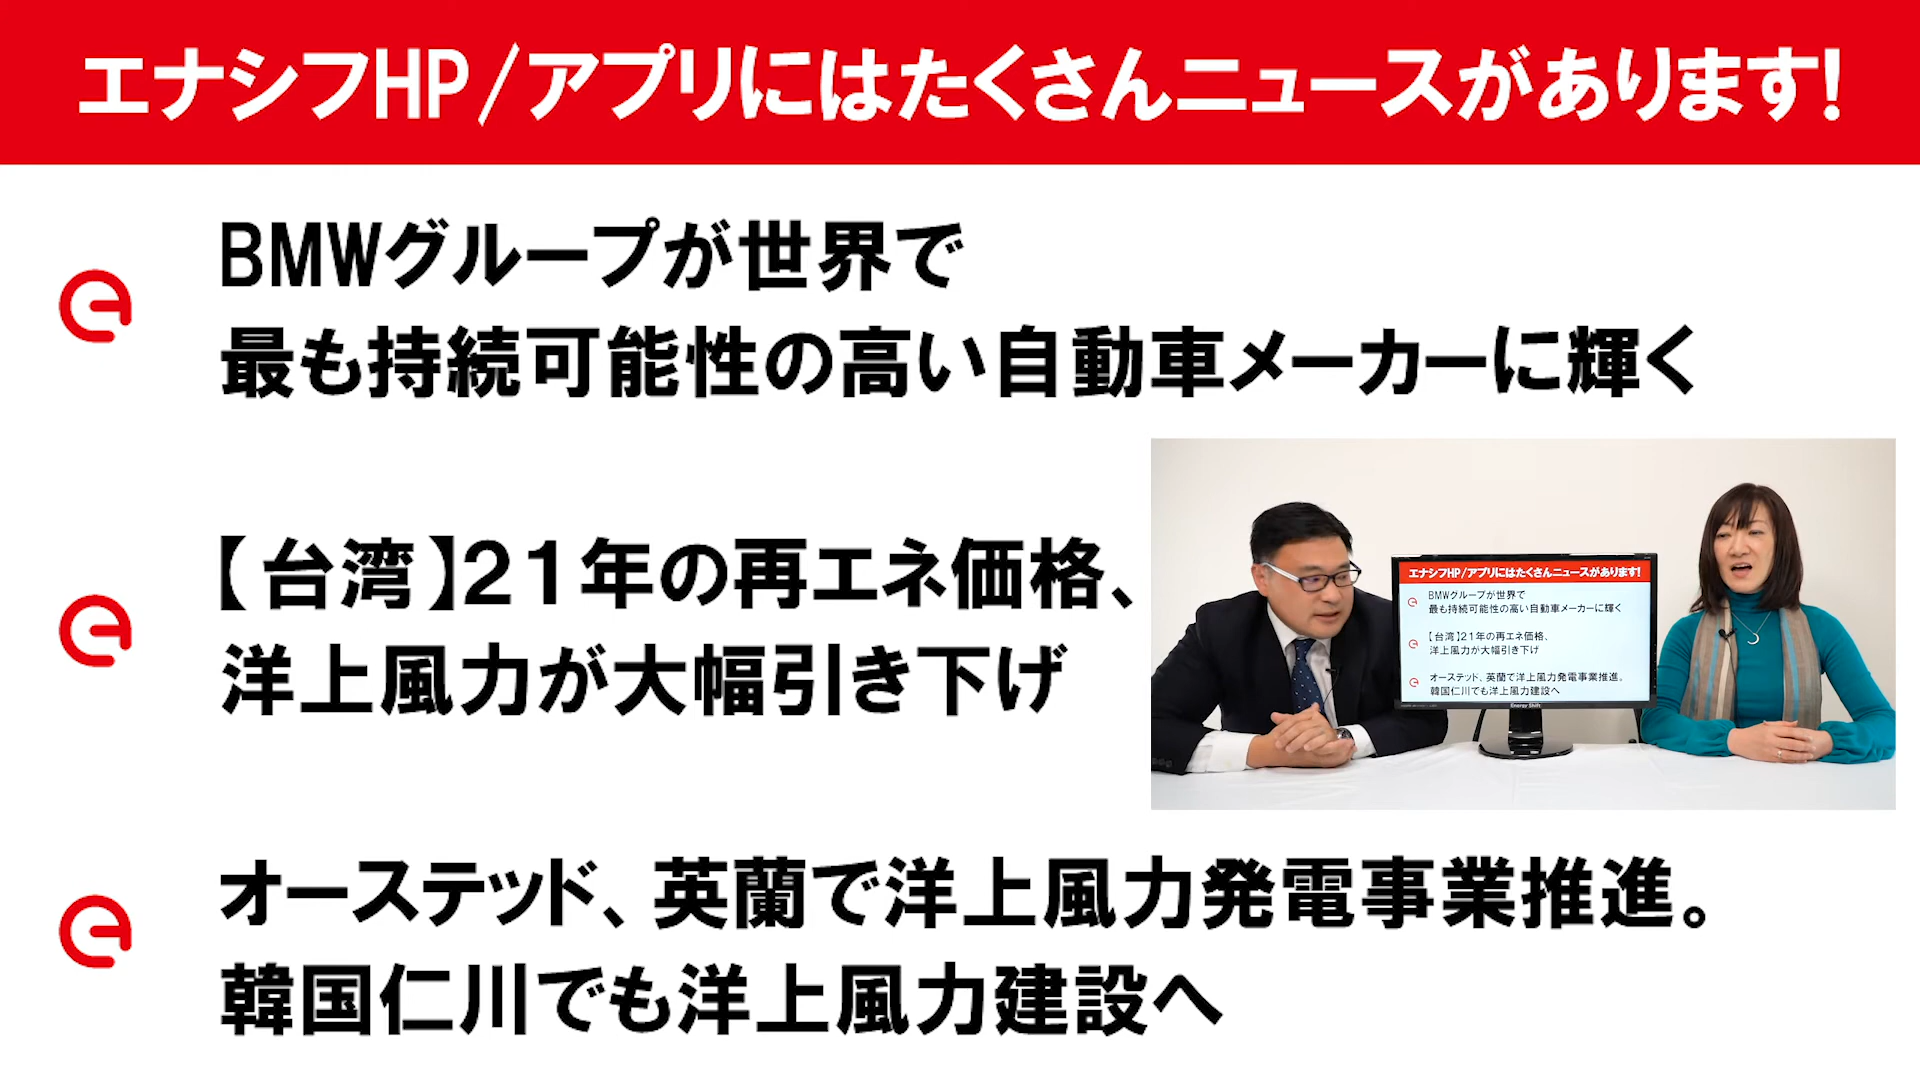 エナシフHP/アプリにはたくさんニュースがあります!
BMWグループが世界で
最も持続可能性の高い自動車メーカーに輝く
【台湾】２１年の再エネ価格、
洋上風力が大幅引き下げ
エナシフHP/アプリにはたくさんニュースがあります!
BMWグループが世界で
最も持続可能性の高い自動車メーカーに輝く
【台湾】２１年の再エネ価格、
洋上風力が大幅引き下げ
オーステッド、英蘭で洋上風力発電事業推進。
韓国仁川でも洋上風力建設へ
Energy Shift
オーステッド、英蘭で洋上風力発電事業推進。
韓国仁川でも洋上風力建設へ